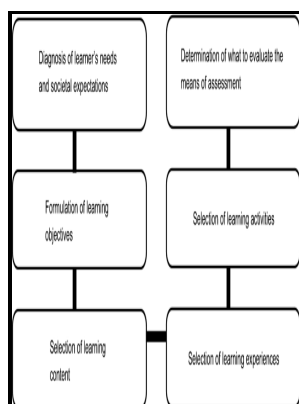 Diagnosis of learner's needs
and societal expectations
Formulation of learning
objectives
Selection of learning
content
Determination of what to evaluate the
means of assessment
Selection of learning activities
Selection of learning experiences